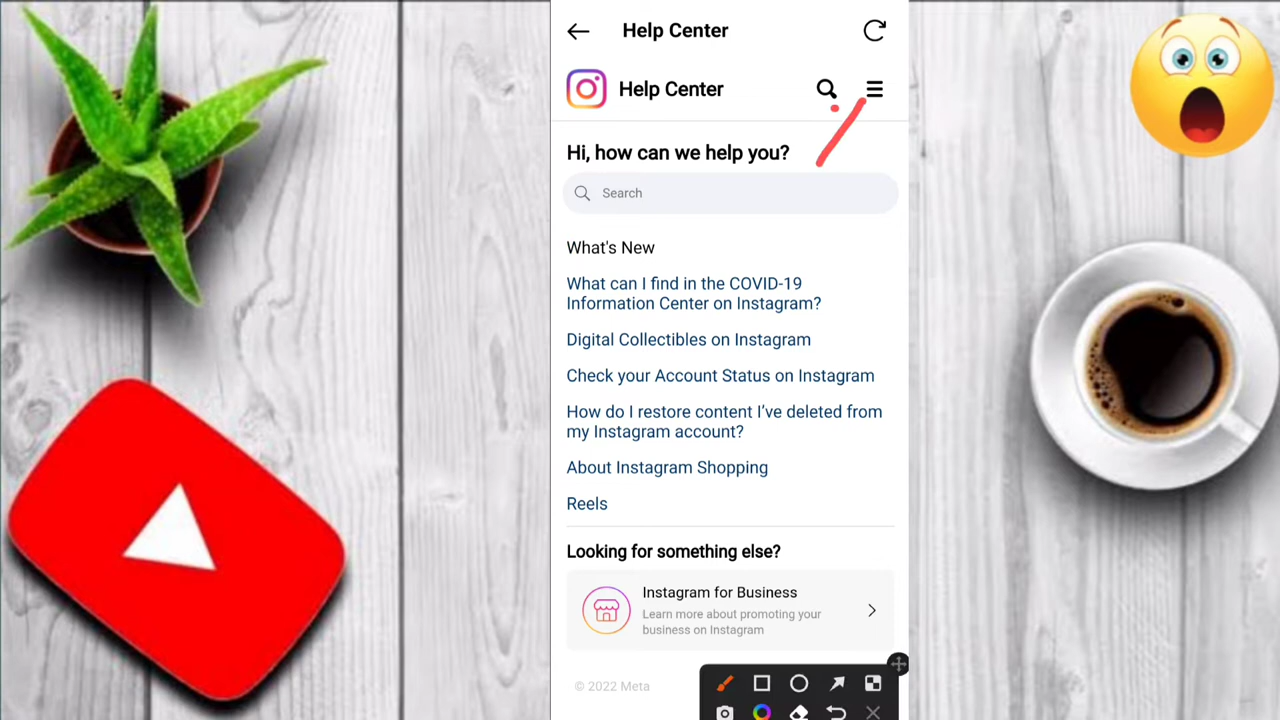 Help Center
Help Center
Hi, how can we help you?
Search
What's New
What can I find in the COVID-19
Information Center on Instagram?
Digital Collectibles on Instagram
Check your Account Status on Instagram
How do I restore content I’ve deleted from
my Instagram account?
About Instagram Shopping
Reels
Looking for something else?
Instagram for Business
Learn more about promoting your
business on Instagram
© 2022 Meta